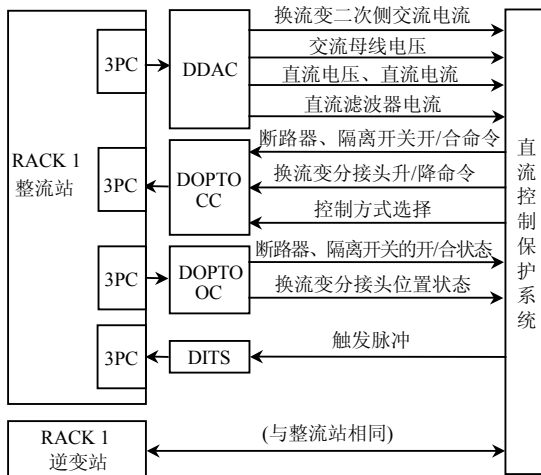 换流变二次侧交流电流
3PC
DDAC
交流母线电压
直流电压、直流电流
直流滤波器电流
断路器、隔离开关开/合命令
RACK 1
整流站
3PC
DOPTO
CC
换流变分接头升/降命令
控制方式选择
断路器、隔离开关的开/合状态
3PC
DOPTO
OC
换流变分接头位置状态
3PC
DITS
触发脉冲
RACK 1
逆变站
(与整流站相同)
直流控制保护系统